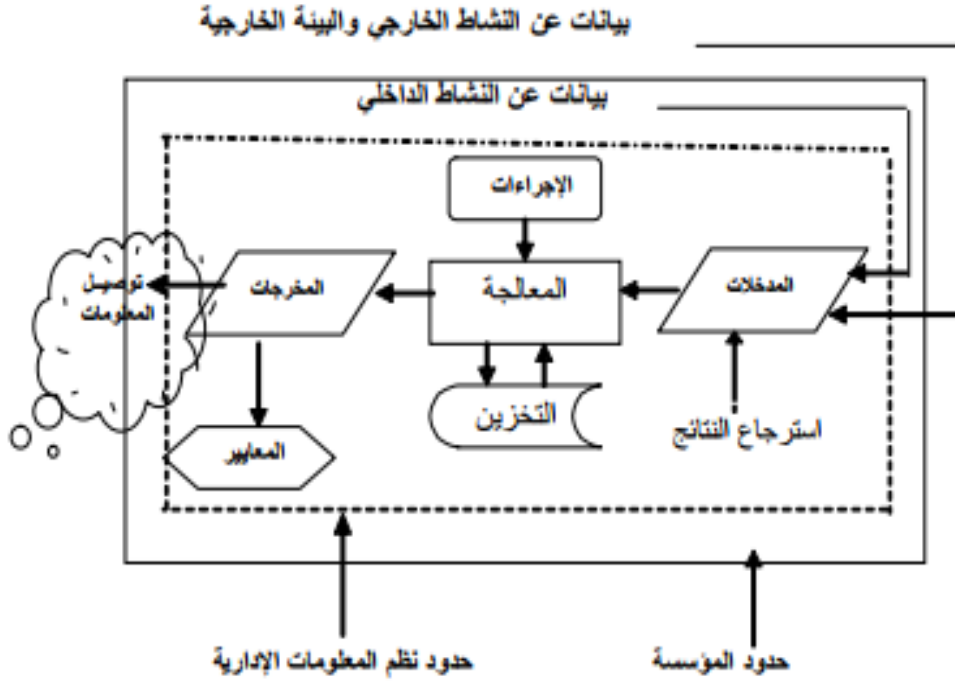 بيانات عن النشاط الخارجي والبيئة الخارجية
بيانات عن النشاط الداخلي
الإجراءات
المدخلات
المعالجة
المخرجات
توصيل
المعلومات
التخزين
استرجاع النتائج
المعايير
حدود المؤسسة
حدود نظم المعلومات الإدارية